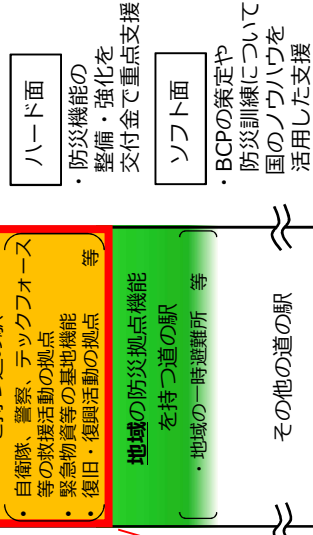 ・自衛隊、警察、テックフォース
等の救援活動の拠点
・緊急物資等の基地機能
・復旧・復興活動の拠点 等
地域の防災拠点機能
を持つ道の駅
・地域の一時避難所 等
その他の道の駅
ハード面
・防災機能の
整備・強化を
交付金で重点支援
ソフト面
・BCPの策定や
防災訓練について
国のノウハウを
活用した支援